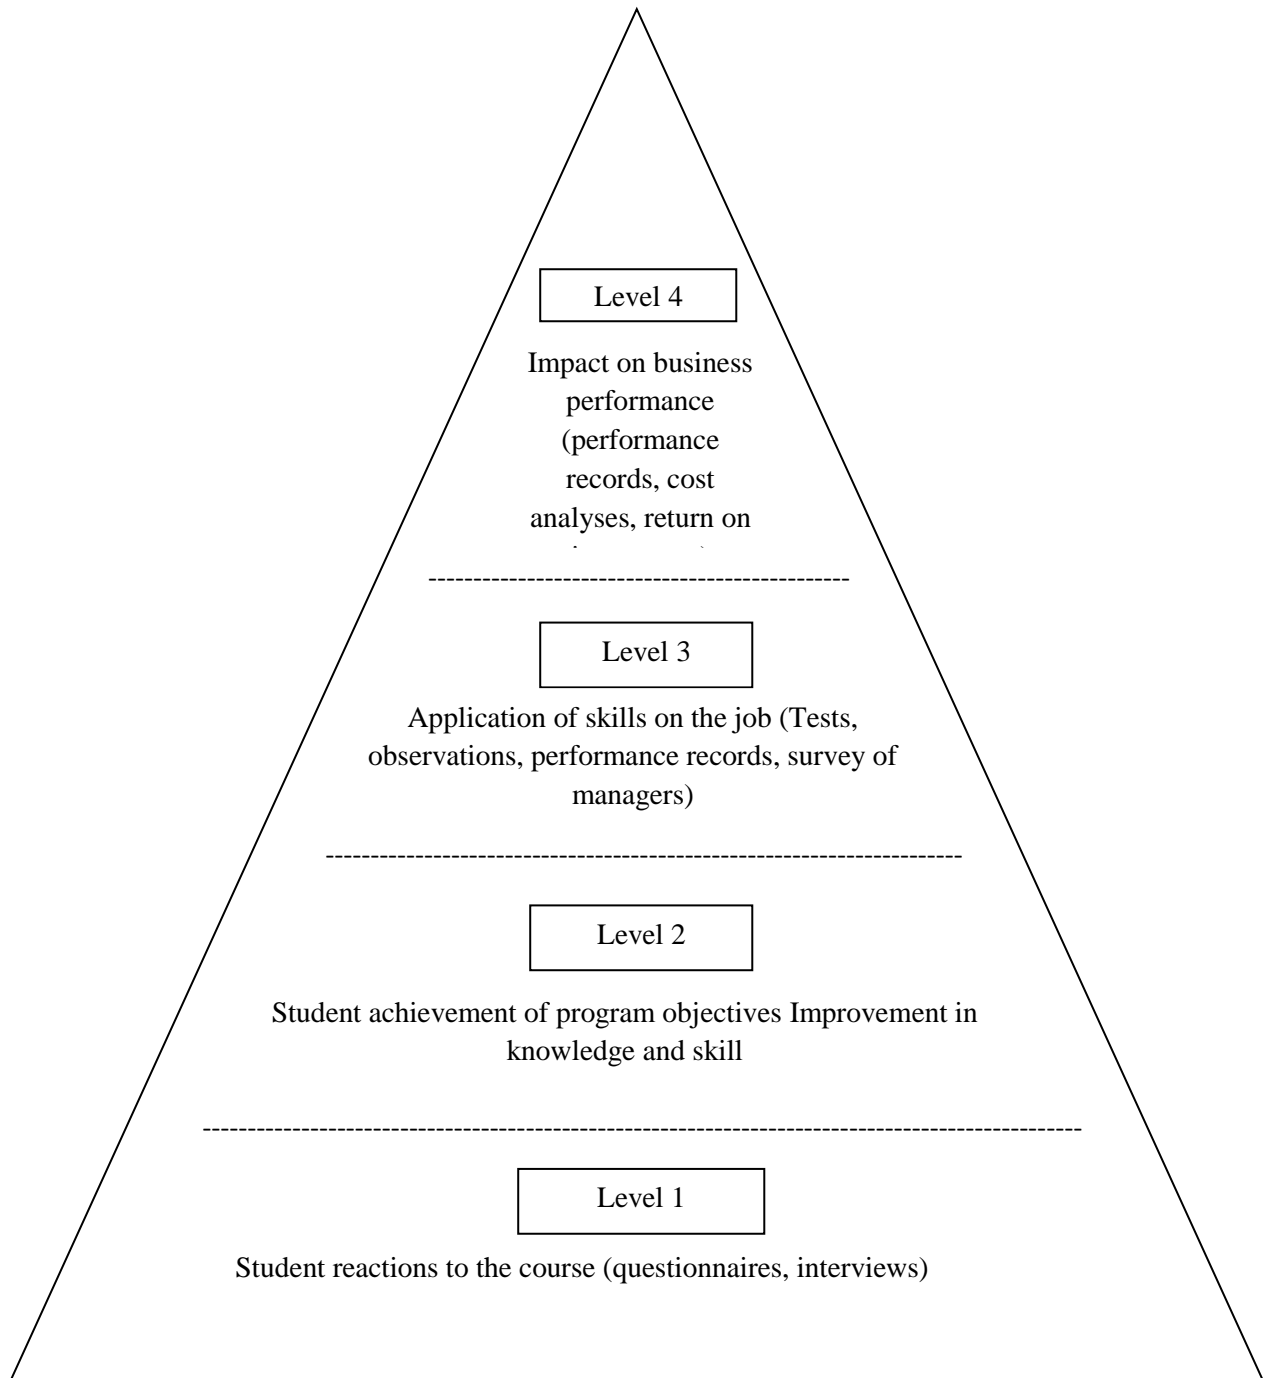 Level 4
Impact on business
performance
(performance
records, cost
analyses, return on
Level 3
Application of skills on the job (Tests,
observations, performance records, survey of
managers)
Level 2
Student achievement of program objectives Improvement in
knowledge and skill
Level 1
Student reactions to the course (questionnaires, interviews)